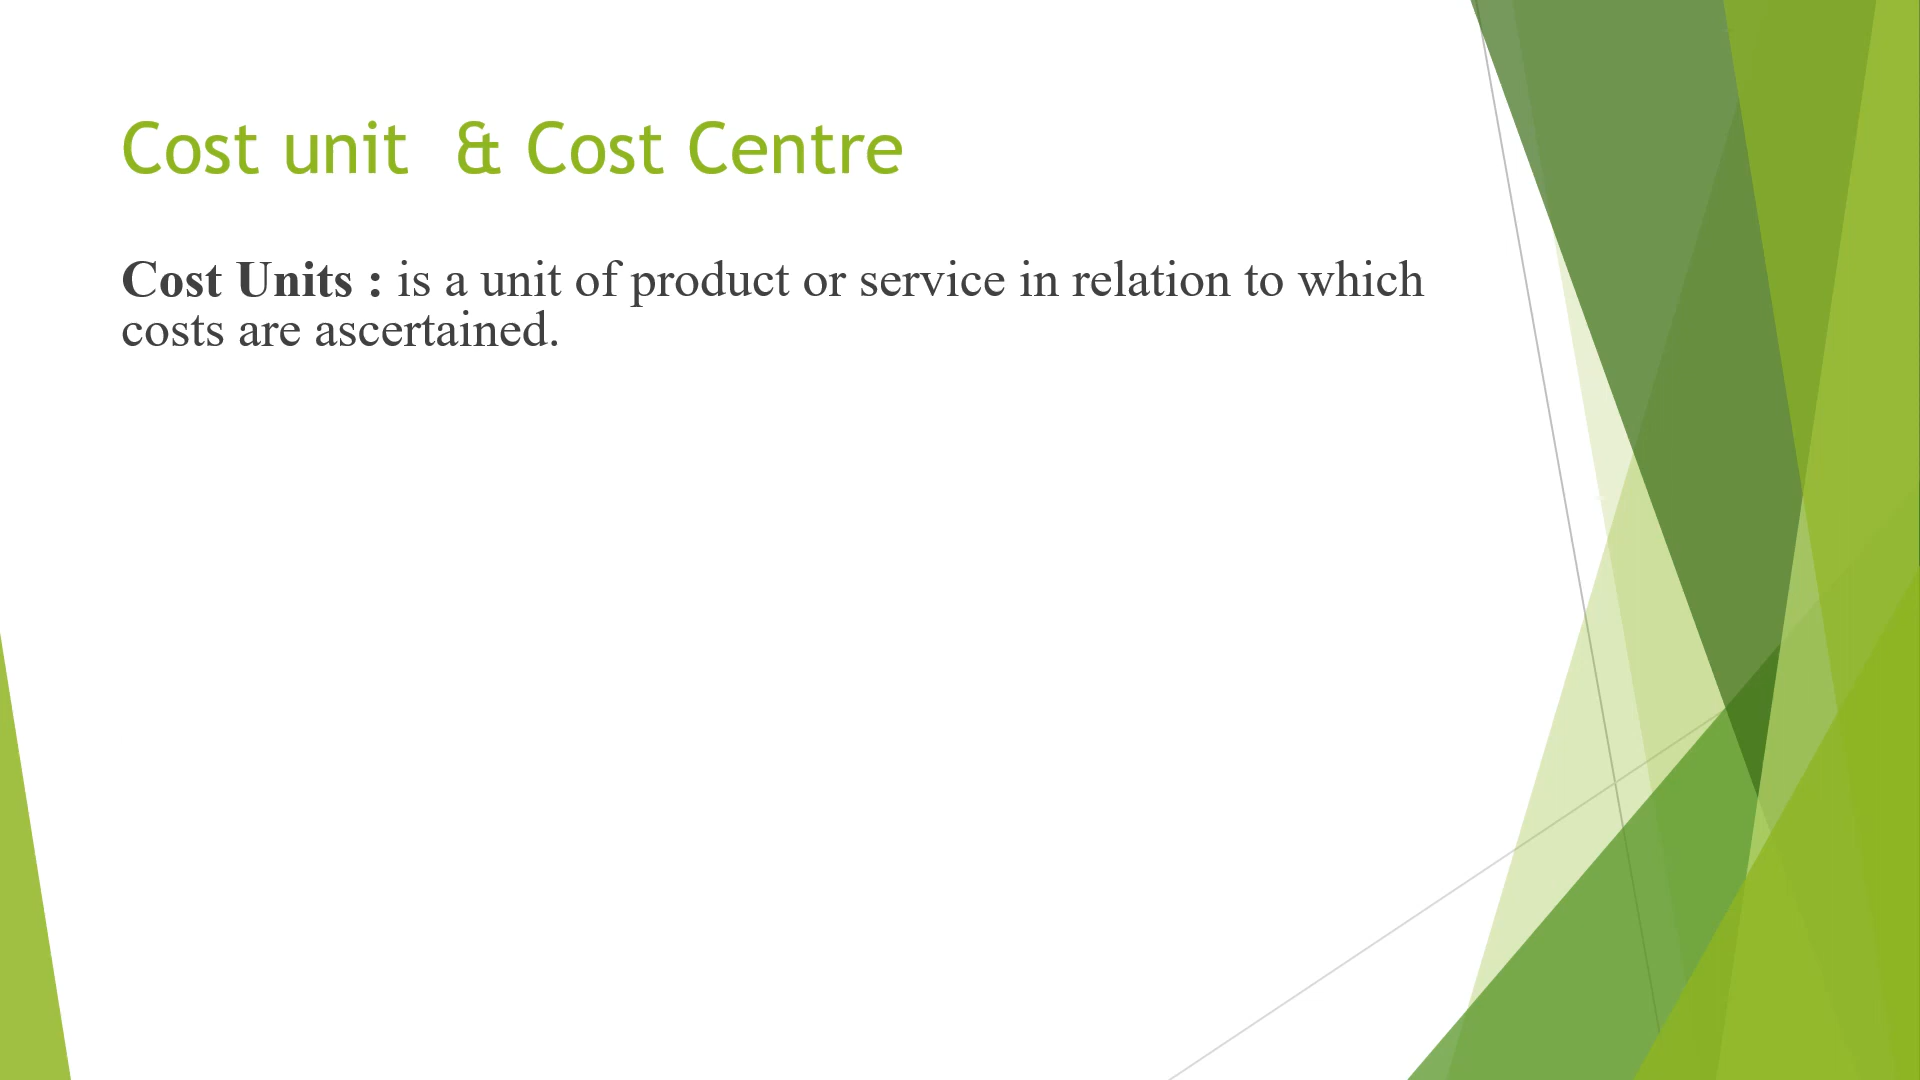 Cost unit  & Cost Centre
Cost Units : is a unit of product or service in relation to which
costs are ascertained.